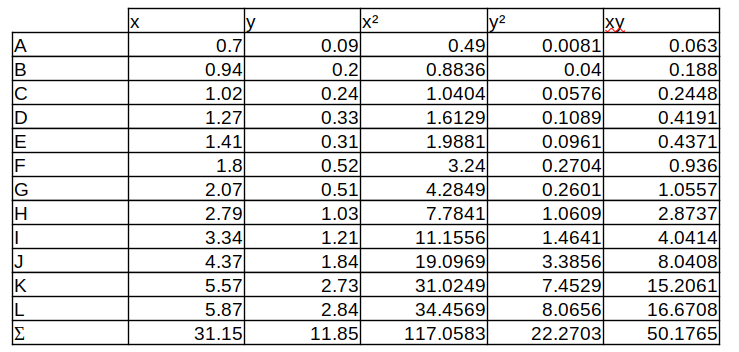 x y x² y² xy
A 0.7 0.09 0.49 0.0081 0.063
B 0.94 0.2 0.8836 0.04 0.188
C 1.02 0.24 1.0404 0.0576 0.2448
D 1.27 0.33 1.6129 0.1089 0.4191
E 1.41 0.31 1.9881 0.0961 0.4371
F 1.8 0.52 3.24 0.2704 0.936
G 2.07 0.51 4.2849 0.2601 1.0557
H 2.79 1.03 7.7841 1.0609 2.8737
I 3.34 1.21 11.1556 1.4641 4.0414
J 4.37 1.84 19.0969 3.3856 8.0408
K 5.57 2.73 31.0249 7.4529 15.2061
L 5.87 2.84 34.4569 8.0656 16.6708
Σ 31.15 11.85 117.0583 22.2703 50.1765